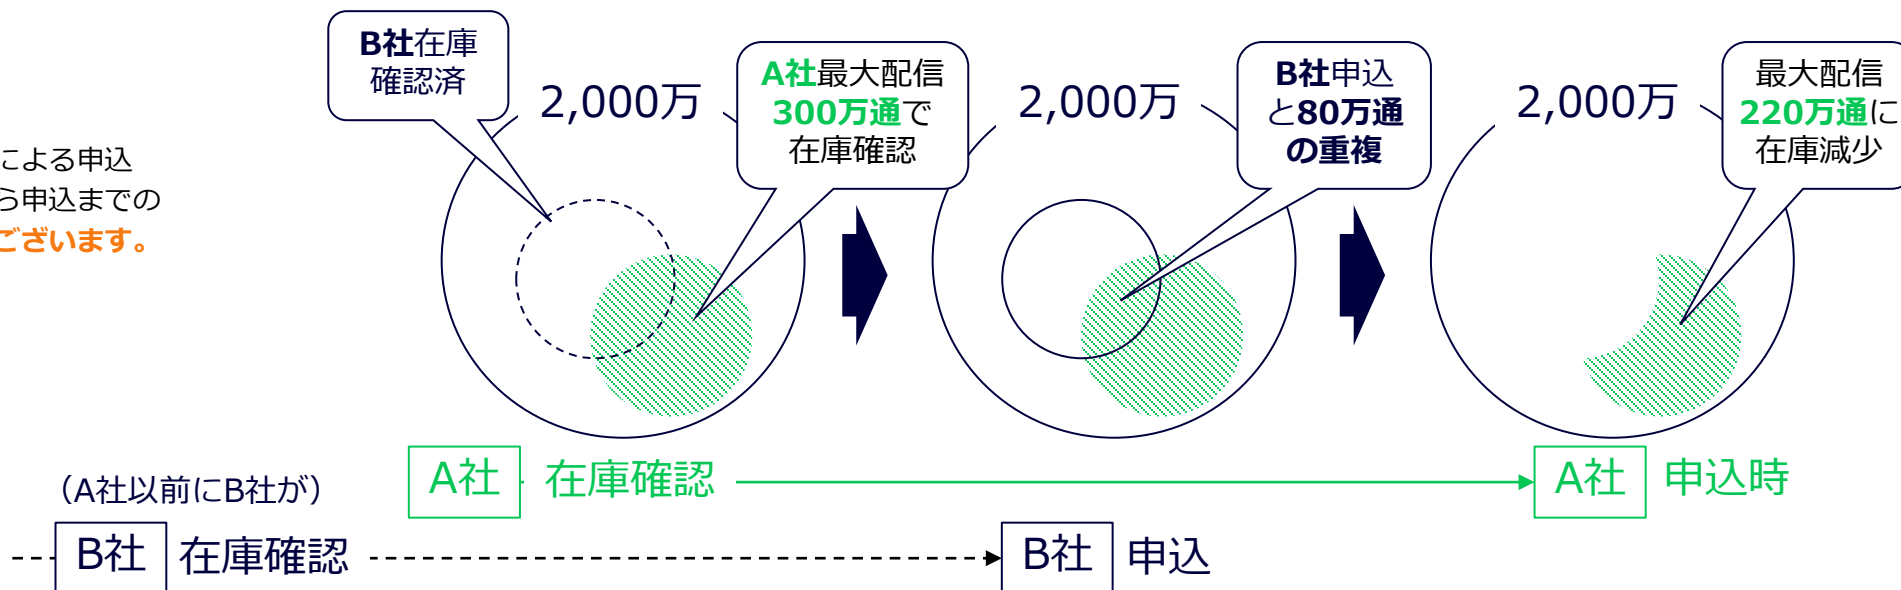 B社在庫
確認済
2,000万
A社最大配信
300万通で
在庫確認
2,000万
B社申込
と80万通
の重複
2,000万
最大配信
220万通に
在庫減少
による申込
ら申込までの
ございます。
A社 在庫確認
A社 申込時
（A社以前にB社が）
B社 在庫確認
B社 申込